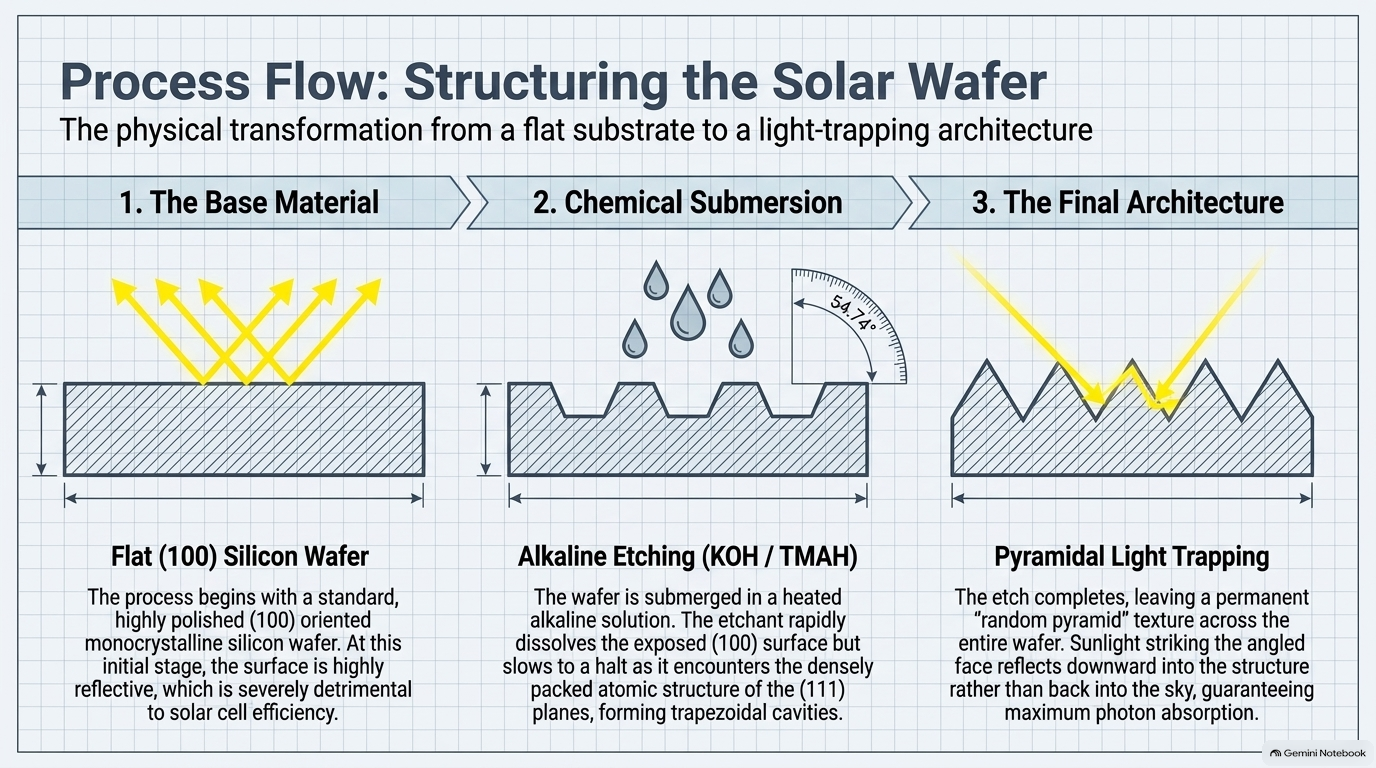 Process Flow: Structuring the Solar Wafer
The physical transformation from a flat substrate to a light-trapping architecture
1. The Base Material
2. Chemical Submersion
3. The Final Architecture
54.74°
Flat (100) Silicon Wafer
The process begins with a standard,
highly polished (100) oriented
monocrystalline silicon wafer. At this
initial stage, the surface is highly
reflective, which is severely detrimental
to solar cell efficiency.
Alkaline Etching (KOH / TMAH)
The wafer is submerged in a heated
alkaline solution. The etchant rapidly
dissolves the exposed (100) surface but
slows to a halt as it encounters the densely
packed atomic structure of the (111)
planes, forming trapezoidal cavities.
Pyramidal Light Trapping
The etch completes, leaving a permanent
“random pyramid” texture across the
entire wafer. Sunlight striking the angled
face reflects downward into the structure
rather than back into the sky, guaranteeing
maximum photon absorption.
Gemini Notebook